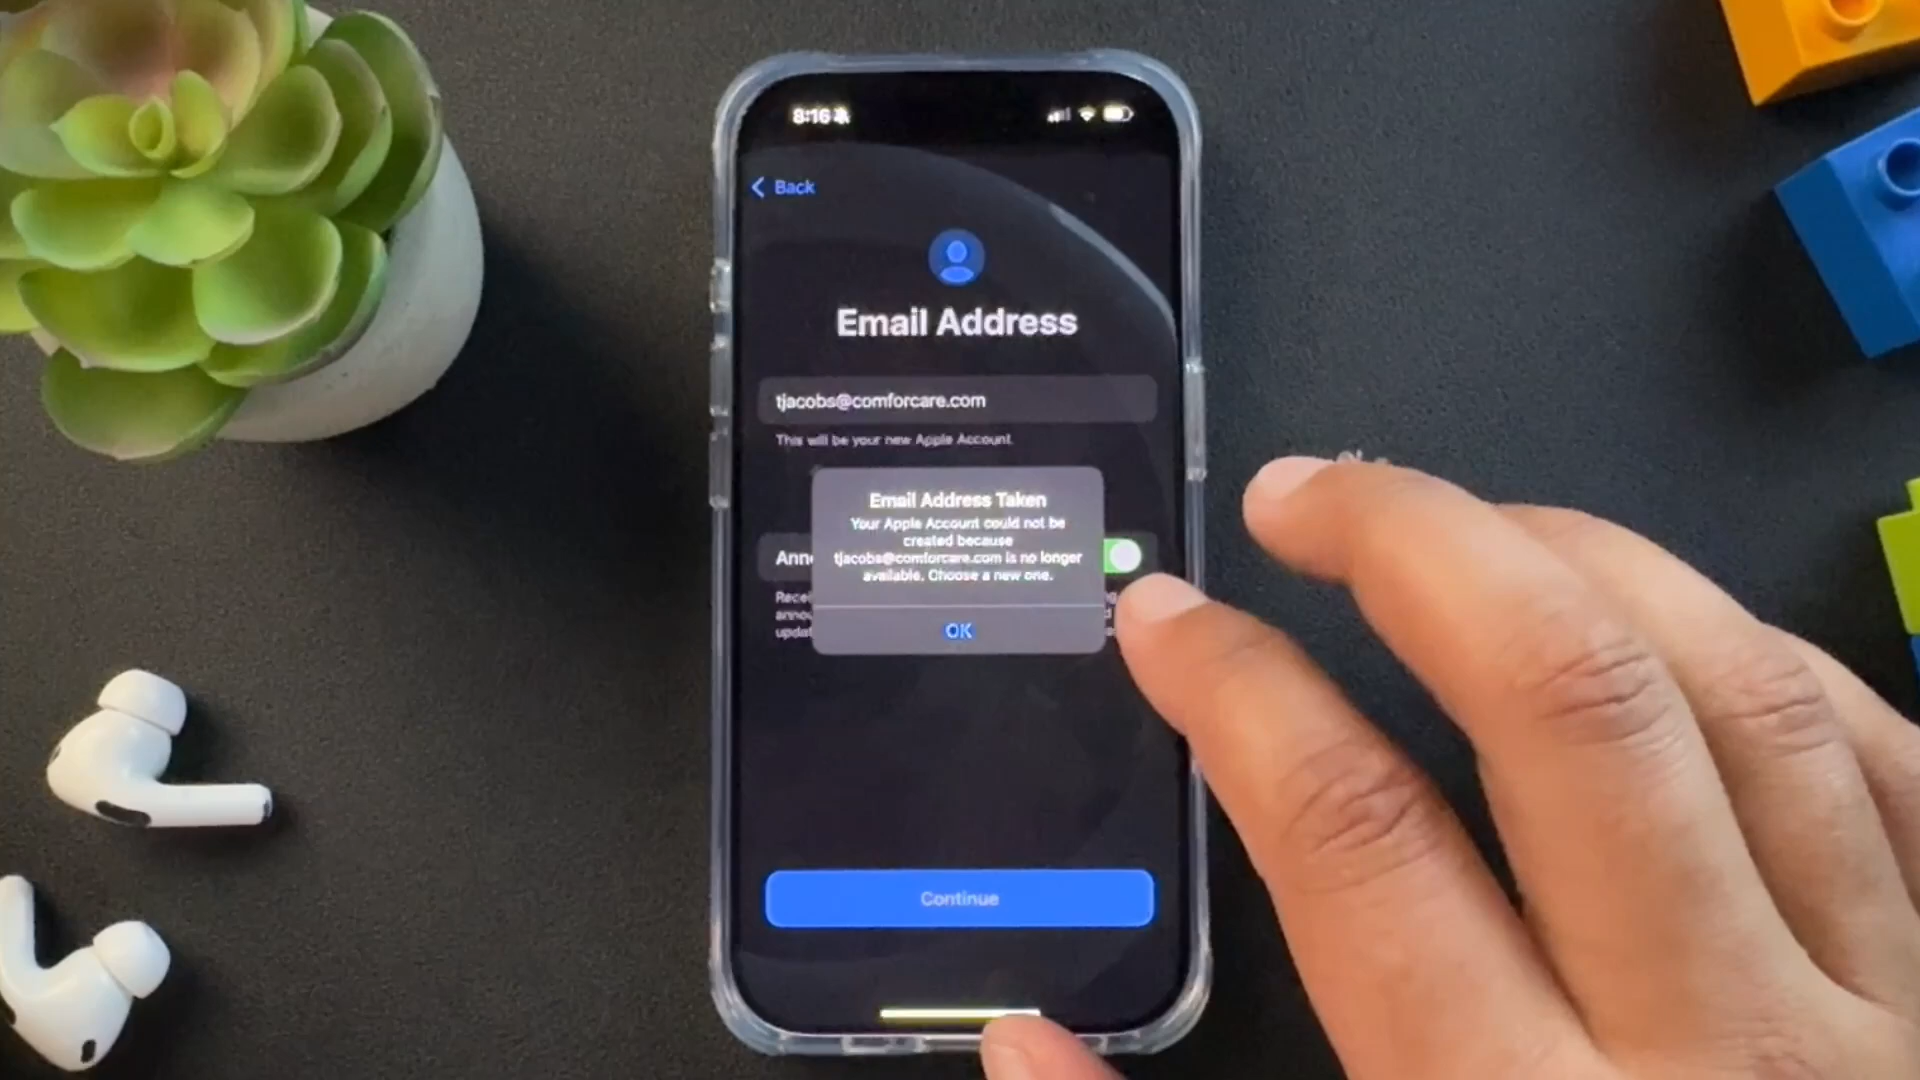 8:16
Back
Email Address
tjacobs@comforcare.com
This will be your new Apple Account.
Email Address Taken
Your Apple Account could not be
created because
tjacobs@comforcare.com is no longer
available. Choose a new one.
OK
Continue